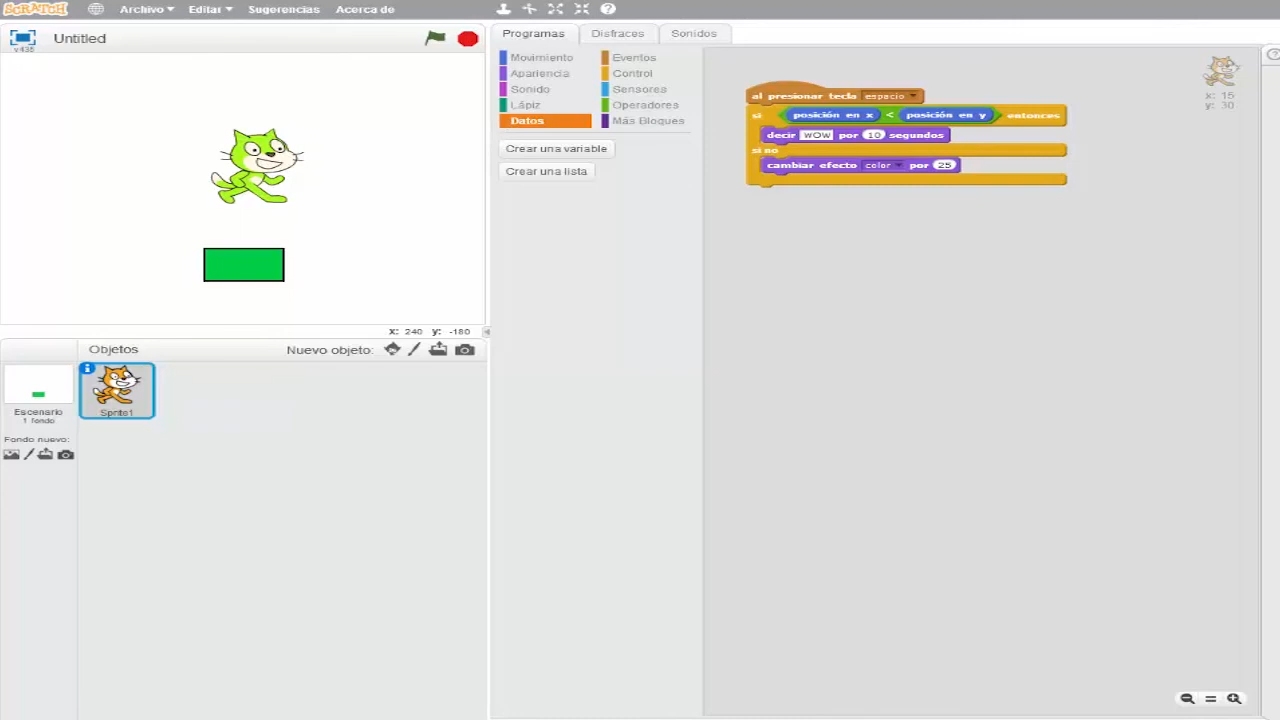 SCRATCH Archivo Editar Sugerencias Acerca de
Untitled
v435
Programas Disfraces Sonidos
Movimiento Eventos
Apariencia Control
Sonido Sensores
Lápiz Operadores
Datos Más Bloques
Crear una variable
Crear una lista
al presionar tecla espacio
si posición en x < posición en y entonces
decir WOW por 10 segundos
si no
cambiar efecto color por 25
x: 15
y: 30
x: 240 y: -180
Objetos Nuevo objeto:
Sprite1
Escenario
1 fondo
Fondo nuevo: